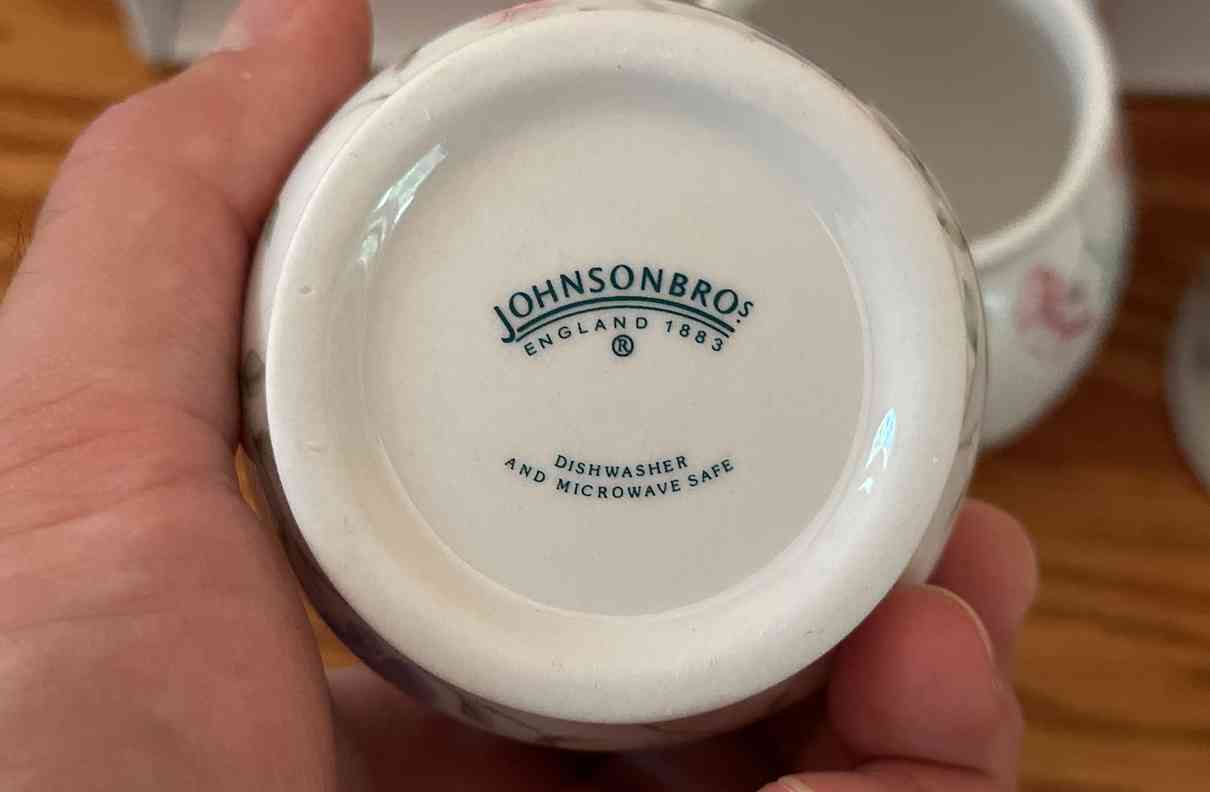 JOHNSONBROS.
ENGLAND 1883
®
DISHWASHER
AND MICROWAVE SAFE